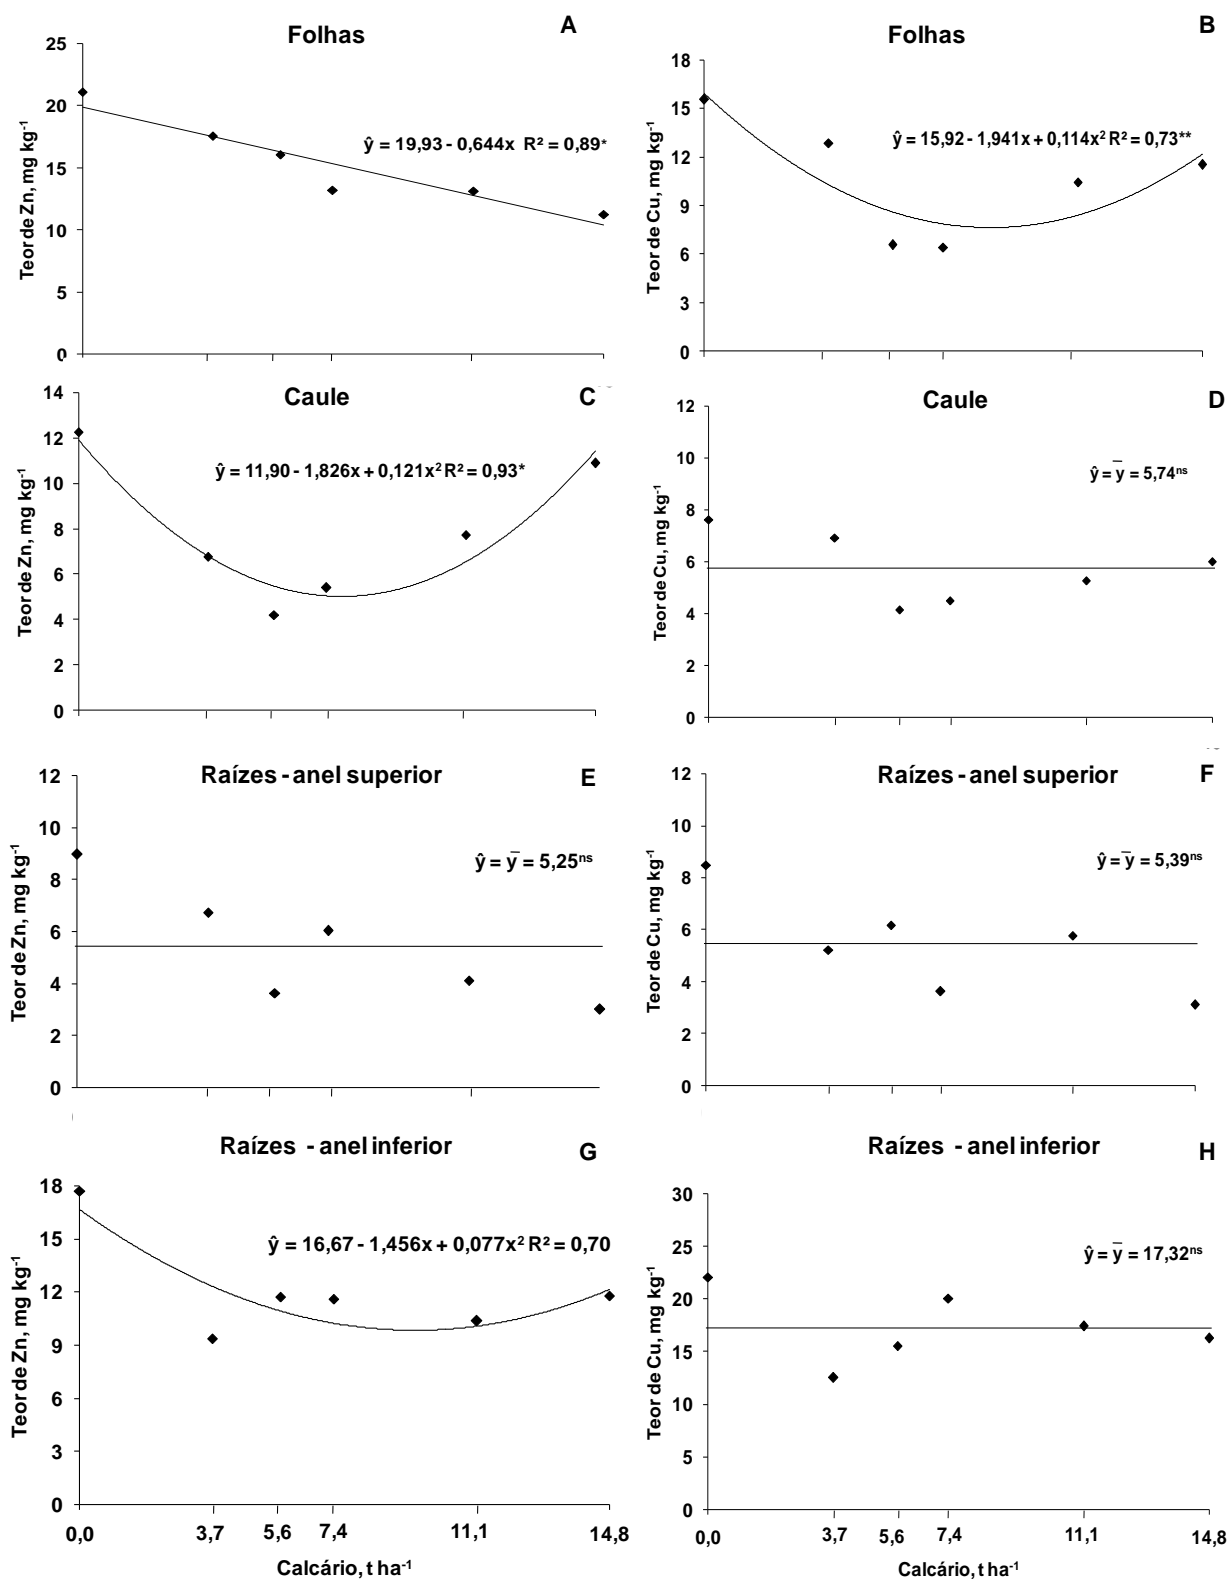 Folhas A
25
20
15
10
5
0
Teor de Zn, mg kg-1
ŷ = 19,93 - 0,644x R² = 0,89*
Folhas B
18
15
12
9
6
3
0
Teor de Cu, mg kg-1
ŷ = 15,92 - 1,941x + 0,114x² R² = 0,73**
Caule C
14
12
10
8
6
4
2
0
Teor de Zn, mg kg-1
ŷ = 11,90 - 1,826x + 0,121x² R² = 0,93*
Caule D
12
10
8
6
4
2
0
Teor de Cu, mg kg-1
ŷ = y̅ = 5,74ns
Raízes - anel superior E
12
10
8
6
4
2
0
Teor de Zn, mg kg-1
ŷ = y̅ = 5,25ns
Raízes - anel superior F
12
10
8
6
4
2
0
Teor de Cu, mg kg-1
ŷ = y̅ = 5,39ns
Raízes - anel inferior G
18
15
12
9
6
3
0
Teor de Zn, mg kg-1
ŷ = 16,67 - 1,456x + 0,077x² R² = 0,70
0,0 3,7 5,6 7,4 11,1 14,8
Calcário, t ha-1
Raízes - anel inferior H
30
25
20
15
10
5
0
Teor de Cu, mg kg-1
ŷ = y̅ = 17,32ns
0,0 3,7 5,6 7,4 11,1 14,8
Calcário, t ha-1